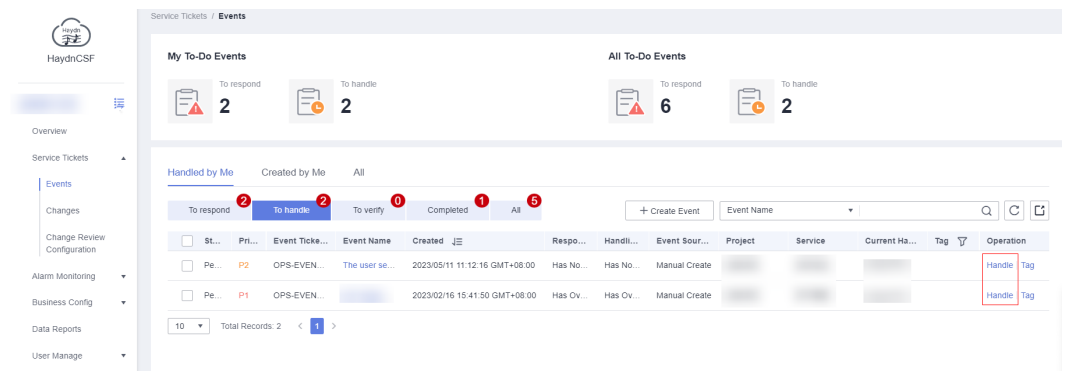 Service Tickets / Events
Haydn
HaydnCSF
Overview
Service Tickets
Events
Changes
Change Review
Configuration
Alarm Monitoring
Business Config
Data Reports
User Manage
My To-Do Events
To respond
2
To handle
2
All To-Do Events
To respond
6
To handle
2
Handled by Me Created by Me All
To respond 2 To handle 2 To verify 0 Completed 1 All 5
+ Create Event Event Name
St... Pri... Event Ticke... Event Name Created Respo... Handli... Event Sour... Project Service Current Ha... Tag Operation
Pe... P2 OPS-EVEN... The user se... 2023/05/11 11:12:16 GMT+08:00 Has No... Has No... Manual Create Handle Tag
Pe... P1 OPS-EVEN... 2023/02/16 15:41:50 GMT+08:00 Has Ov... Has Ov... Manual Create Handle Tag
10 Total Records: 2 < 1 >